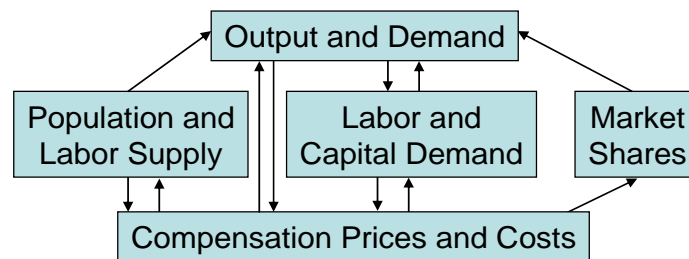 Output and Demand
Population and
Labor Supply
Labor and
Capital Demand
Market
Shares
Compensation Prices and Costs